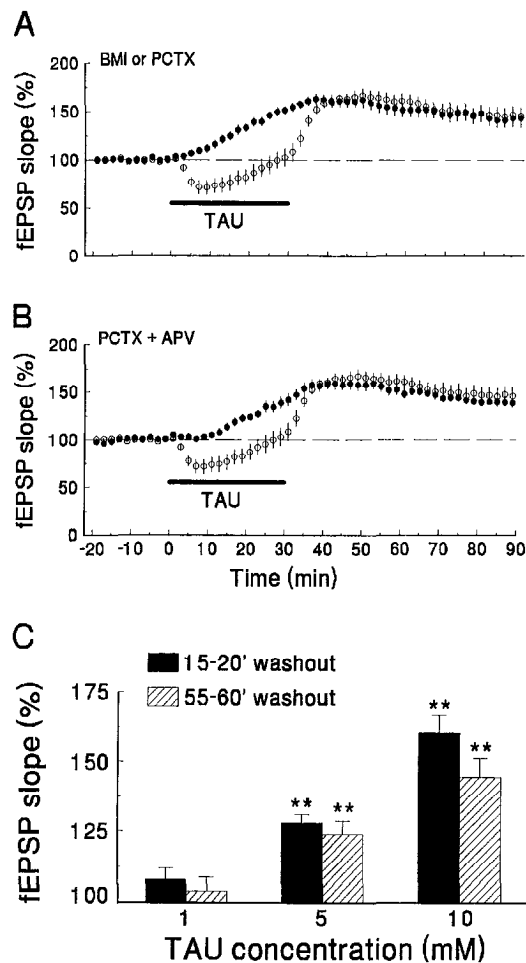 A
BMI or PCTX
fEPSP slope (%)
200
150
100
50
0
TAU
B
PCTX + APV
fEPSP slope (%)
200
150
100
50
0
TAU
-20 -10 0 10 20 30 40 50 60 70 80 90
Time (min)
C
15-20' washout
55-60' washout
fEPSP slope (%)
175
150
125
100
**
**
**
**
1 5 10
TAU concentration (mM)